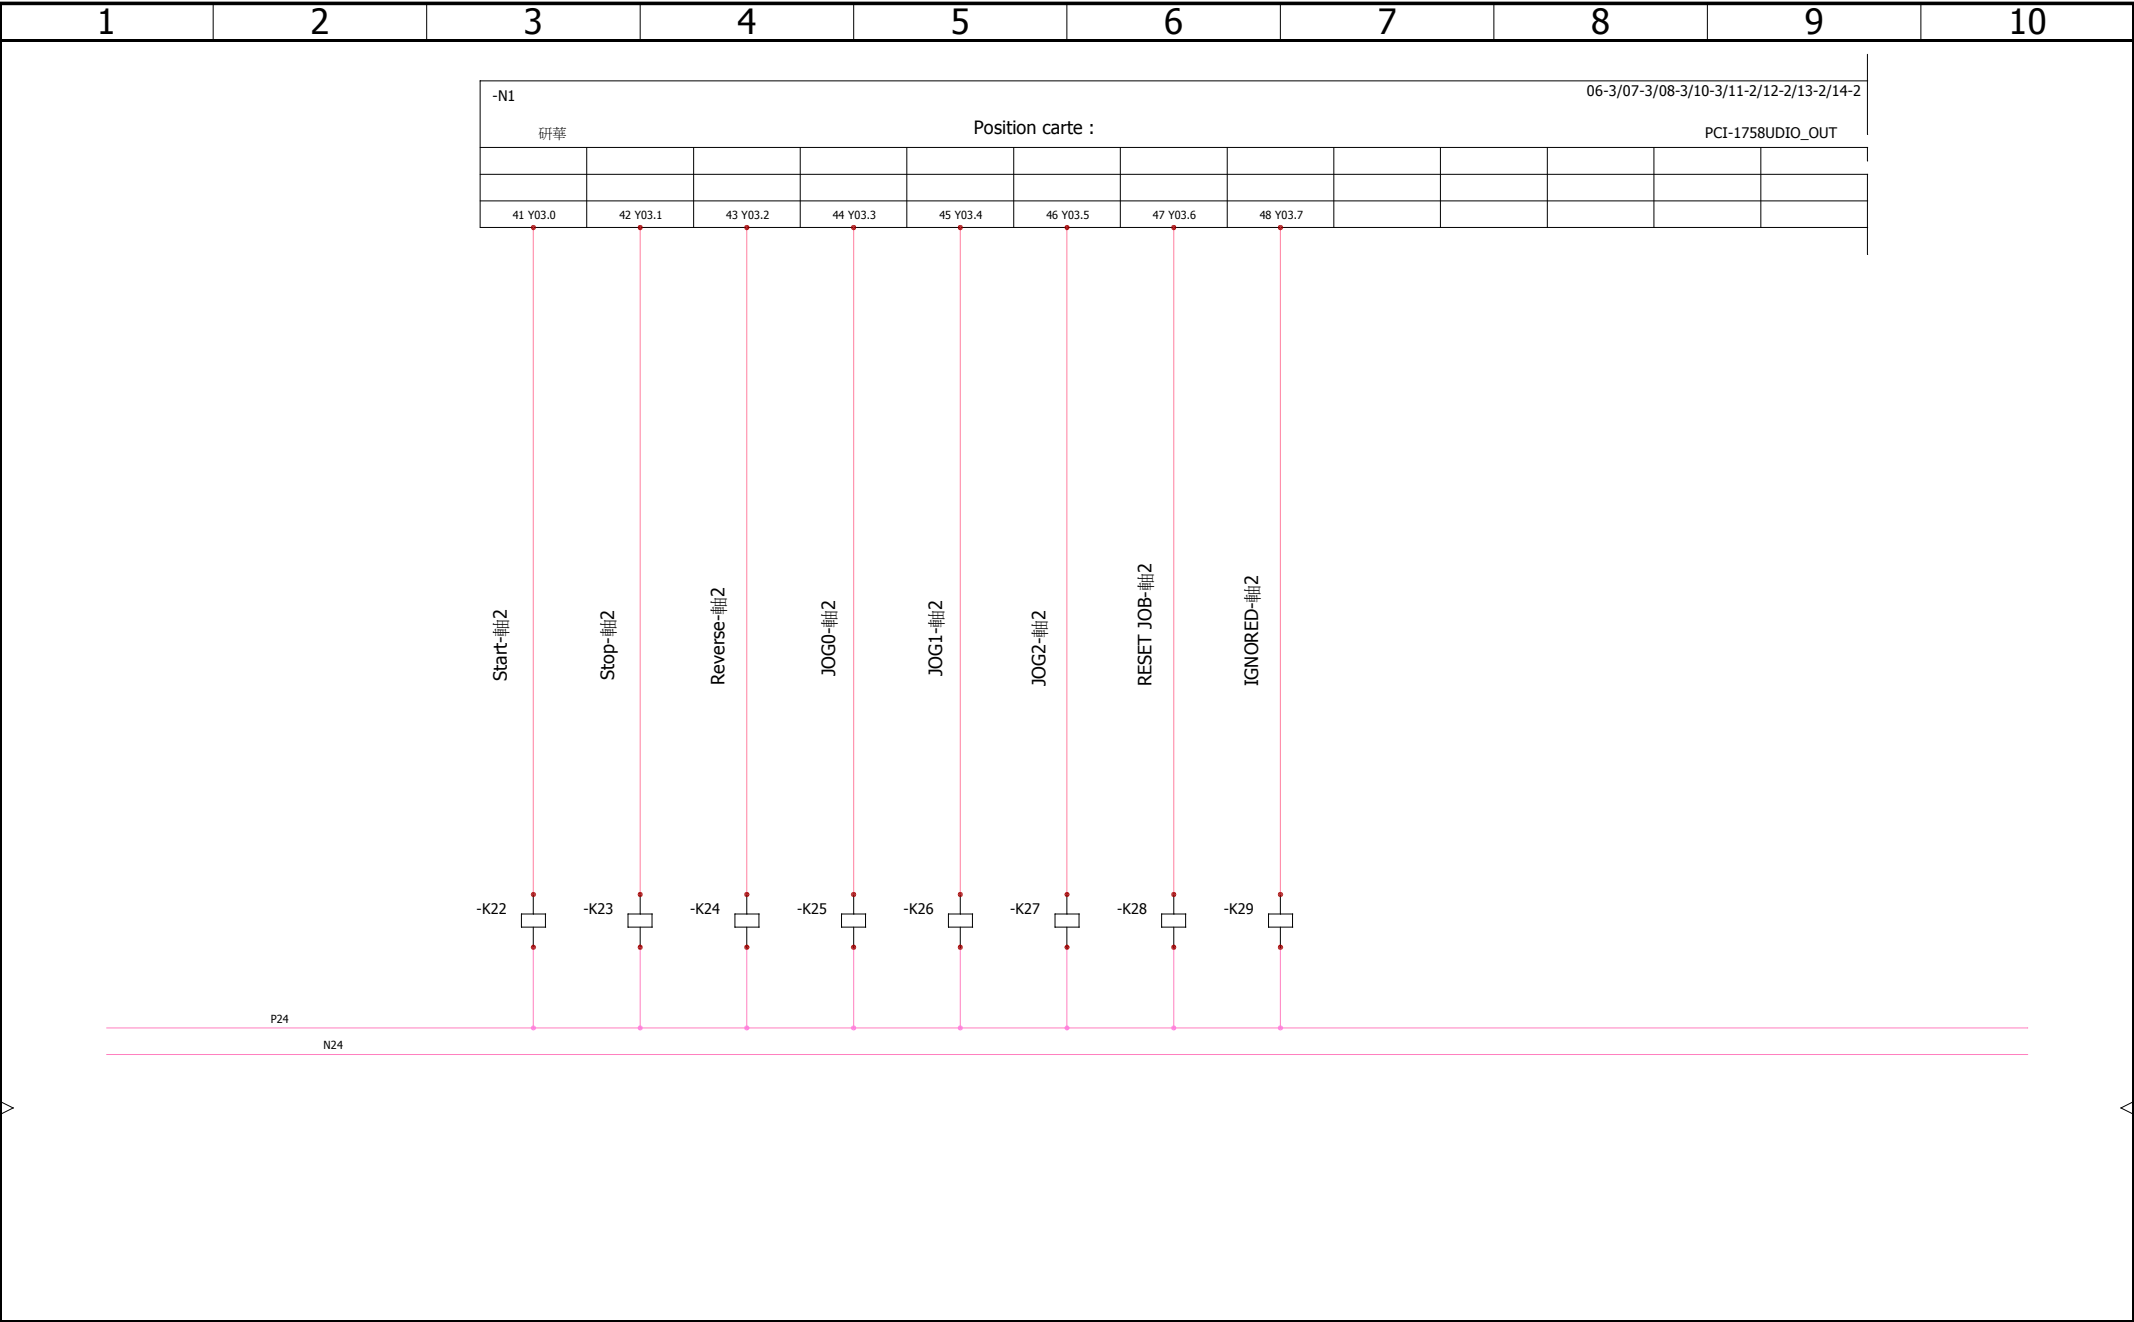 1 2 3 4 5 6 7 8 9 10
-N1 06-3/07-3/08-3/10-3/11-2/12-2/13-2/14-2
研華 Position carte : PCI-1758UDIO_OUT
41 Y03.0 42 Y03.1 43 Y03.2 44 Y03.3 45 Y03.4 46 Y03.5 47 Y03.6 48 Y03.7
Start-軸2
Stop-軸2
Reverse-軸2
JOG0-軸2
JOG1-軸2
JOG2-軸2
RESET JOB-軸2
IGNORED-軸2
-K22 -K23 -K24 -K25 -K26 -K27 -K28 -K29
P24
N24